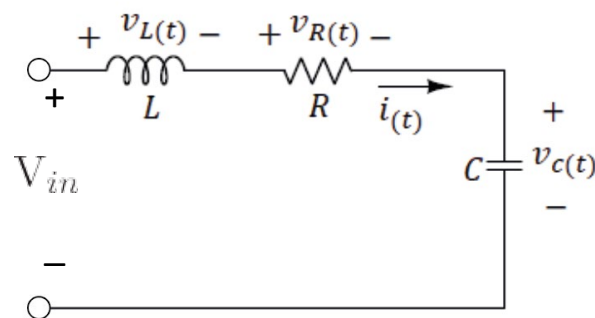 + v_L(t) − + v_R(t) −
L R i_(t)
+
V_in
−
C
+
v_c(t)
−